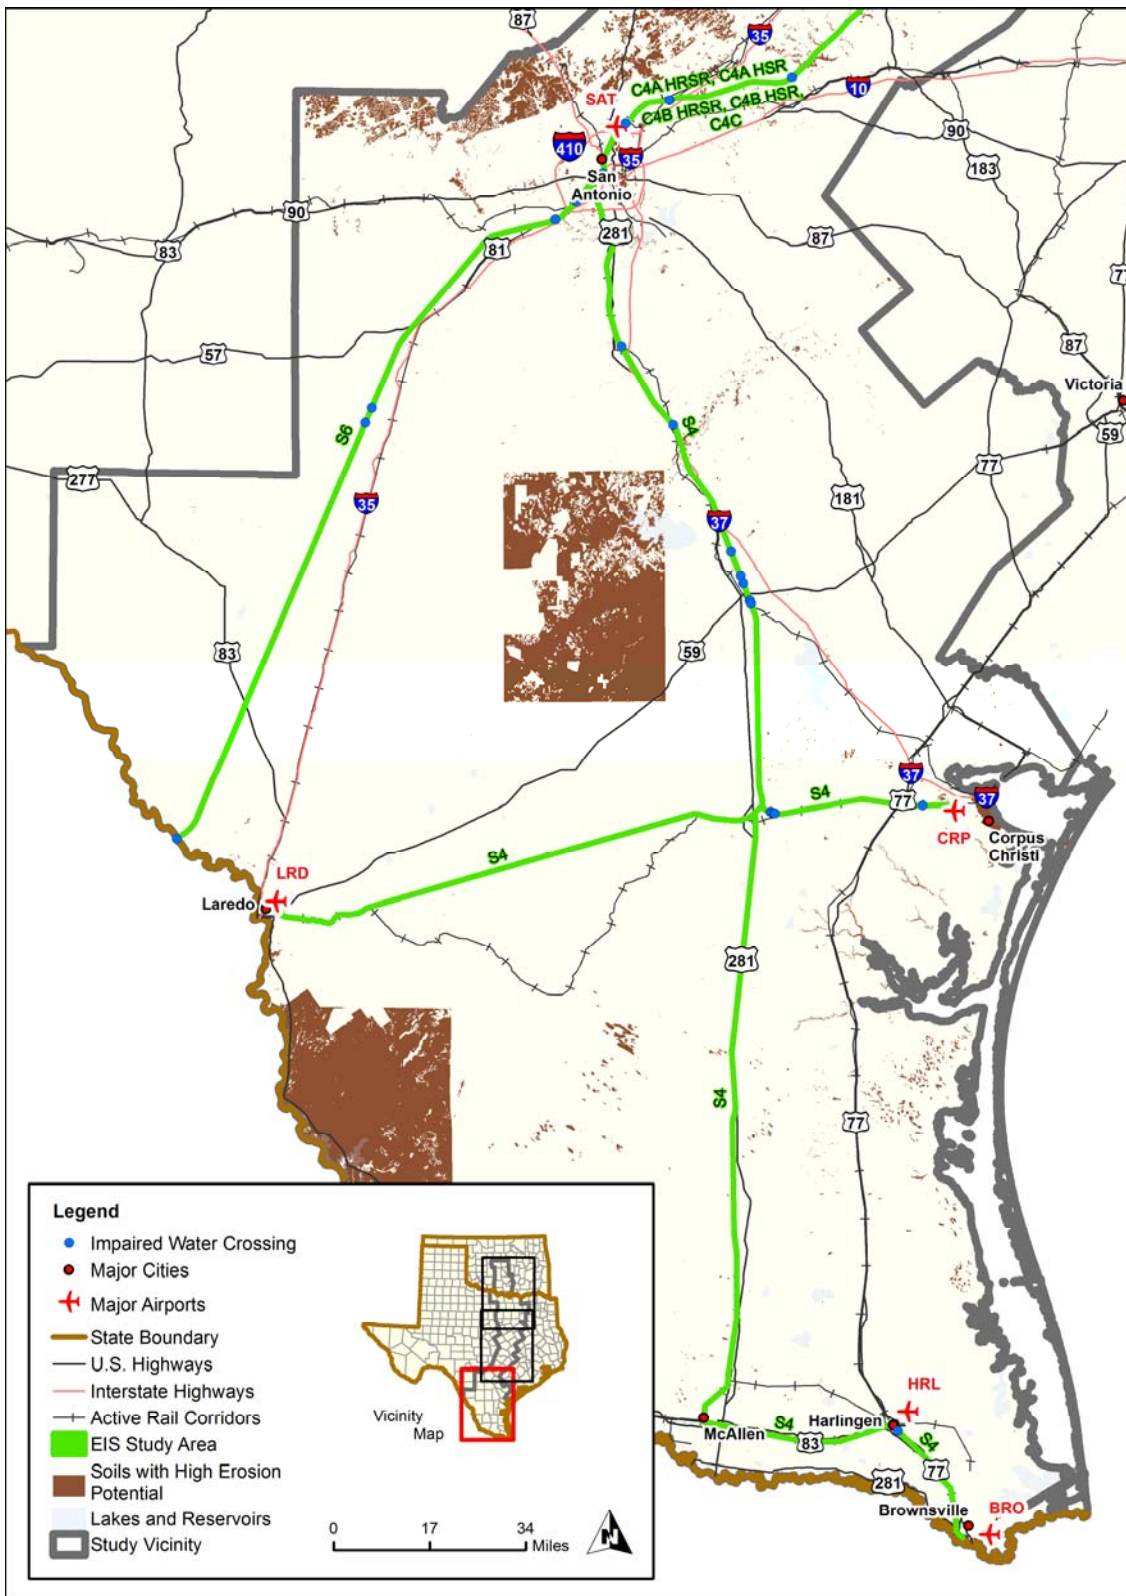 87
35
C4A HRSR, C4A HSR
SAT
C4B HRSR, C4B HSR,
C4C
10
90
410
35
183
San
Antonio
90
83
81
281
87
77
57
87
Victoria
S6
S4
59
277
77
35
181
37
83
59
37
77
37
S4
CRP
Corpus
Christi
S4
LRD
Laredo
281
S4
77
Legend
Impaired Water Crossing
Major Cities
Major Airports
State Boundary
U.S. Highways
Interstate Highways
Active Rail Corridors
EIS Study Area
Soils with High Erosion
Potential
Lakes and Reservoirs
Study Vicinity
Vicinity
Map
0 17 34
Miles
N
HRL
S4
Harlingen
McAllen
83
S4
77
281
Brownsville
BRO